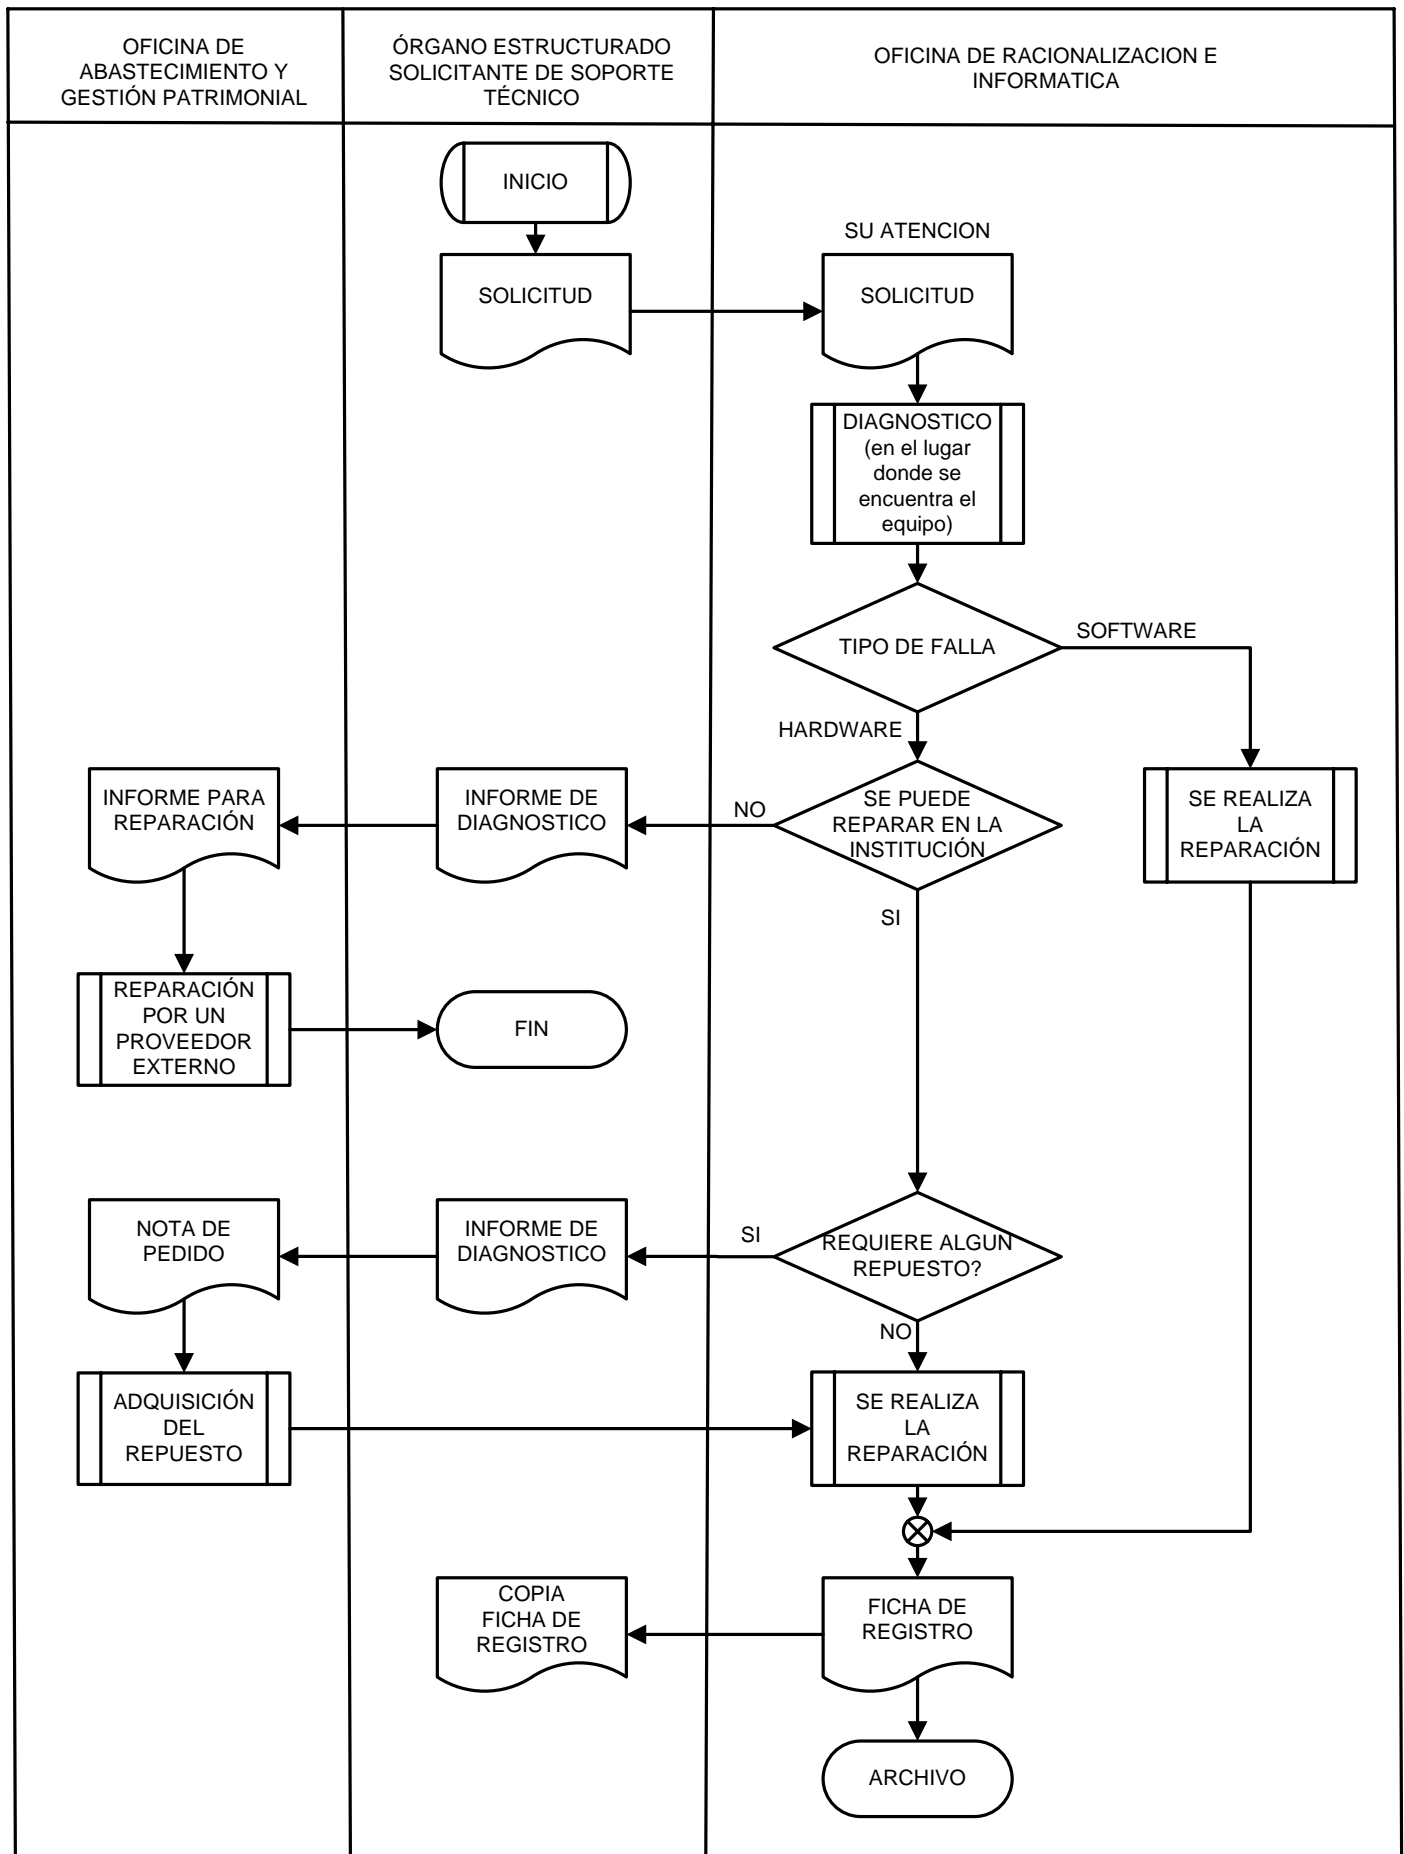 OFICINA DE
ABASTECIMIENTO Y
GESTIÓN PATRIMONIAL
ÓRGANO ESTRUCTURADO
SOLICITANTE DE SOPORTE
TÉCNICO
OFICINA DE RACIONALIZACION E
INFORMATICA
INICIO
SU ATENCION
SOLICITUD
SOLICITUD
DIAGNOSTICO
(en el lugar
donde se
encuentra el
equipo)
TIPO DE FALLA
SOFTWARE
HARDWARE
INFORME PARA
REPARACIÓN
INFORME DE
DIAGNOSTICO
NO
SE PUEDE
REPARAR EN LA
INSTITUCIÓN
SE REALIZA
LA
REPARACIÓN
SI
REPARACIÓN
POR UN
PROVEEDOR
EXTERNO
FIN
NOTA DE
PEDIDO
INFORME DE
DIAGNOSTICO
SI
REQUIERE ALGUN
REPUESTO?
NO
ADQUISICIÓN
DEL
REPUESTO
SE REALIZA
LA
REPARACIÓN
COPIA
FICHA DE
REGISTRO
FICHA DE
REGISTRO
ARCHIVO